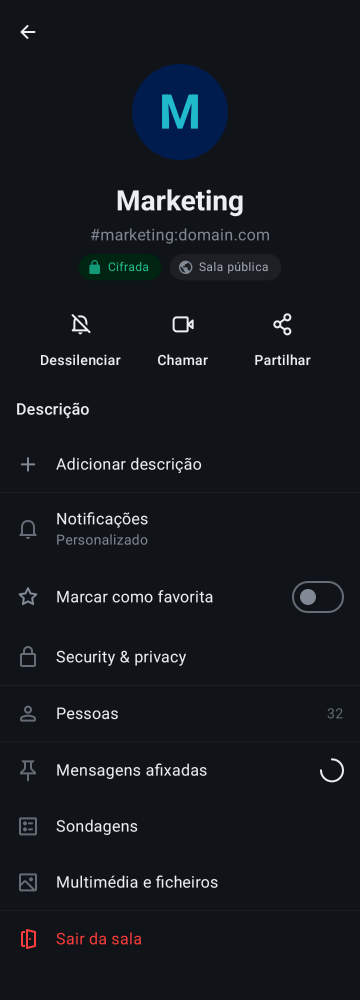 M
Marketing
#marketing:domain.com
Cifrada
Sala pública
Dessilenciar
Chamar
Partilhar
Descrição
Adicionar descrição
Notificações
Personalizado
Marcar como favorita
Security & privacy
Pessoas
32
Mensagens afixadas
Sondagens
Multimédia e ficheiros
Sair da sala